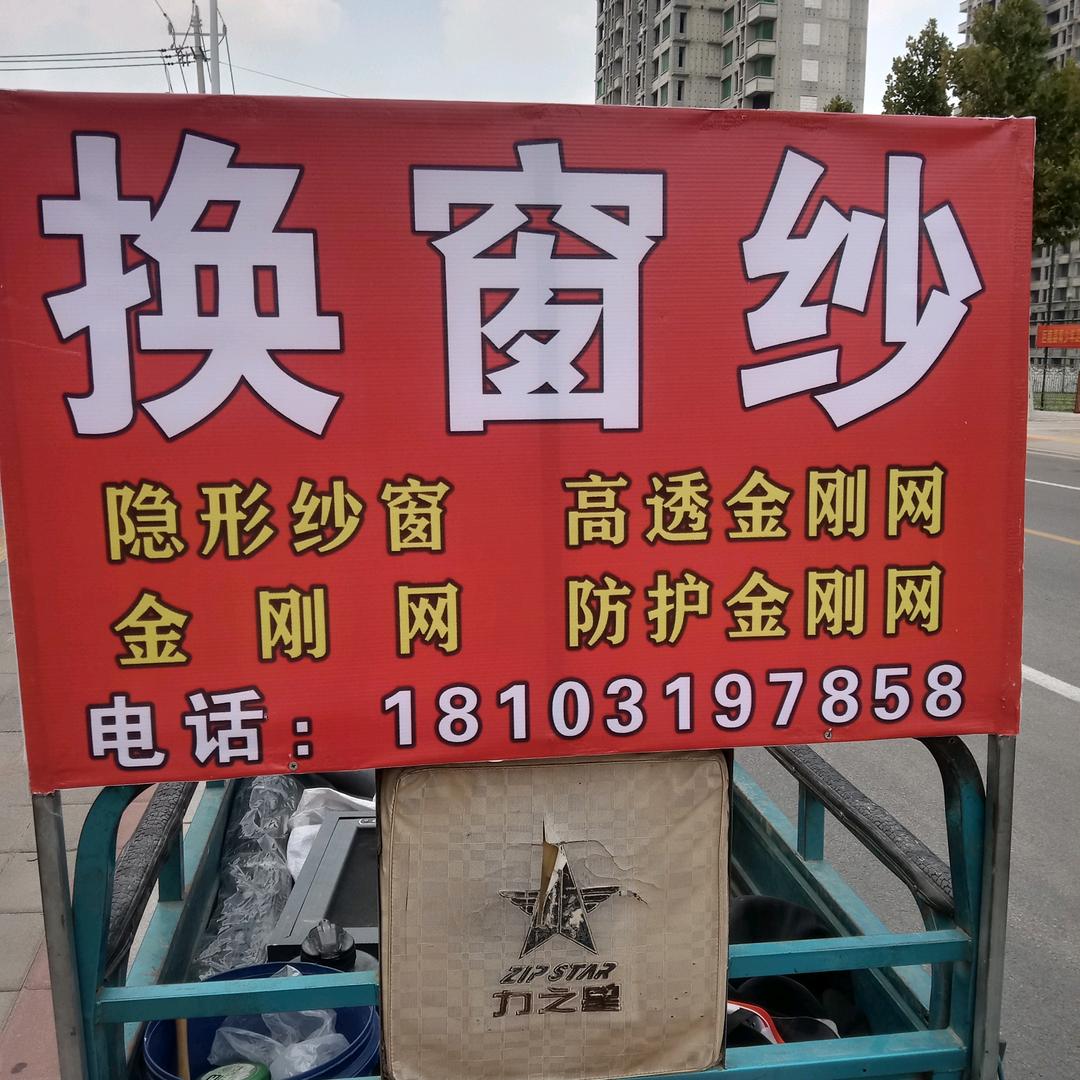 换窗纱
隐形纱窗 高透金刚网
金刚网 防护金刚网
电话：18103197858
ZIP STAR
力之星